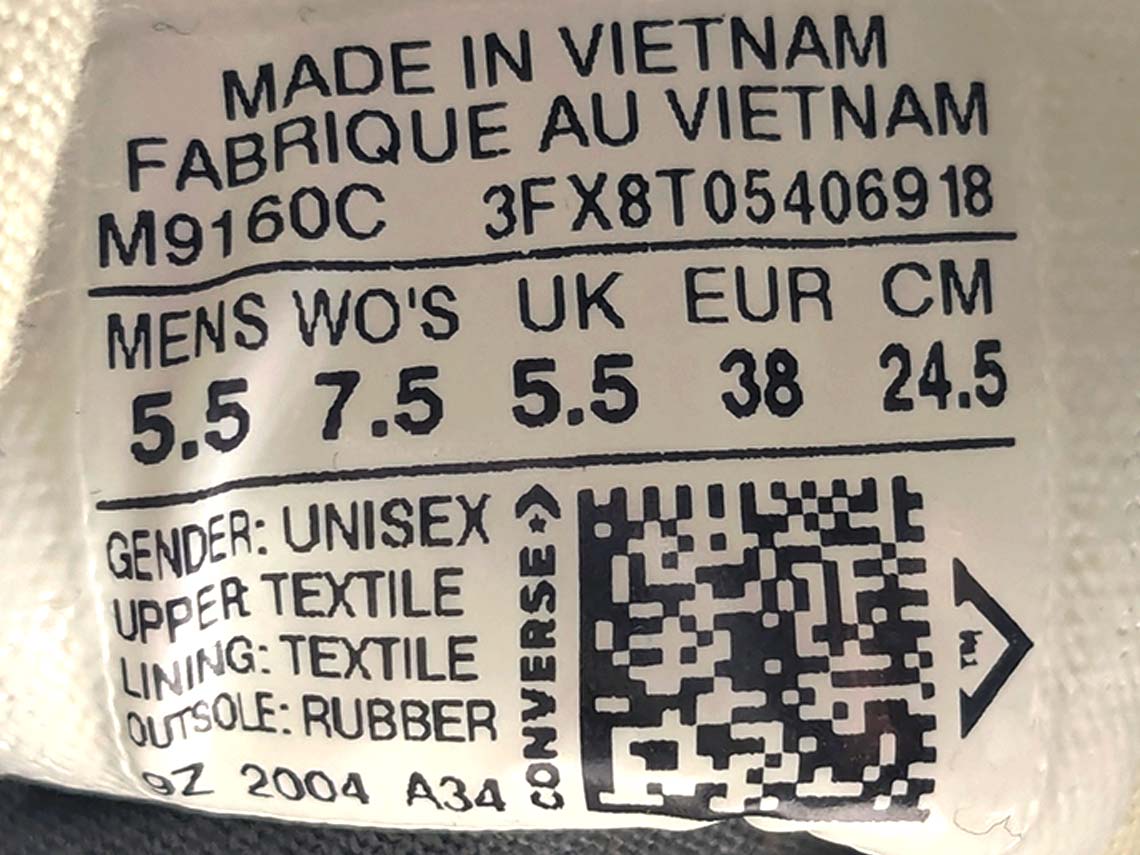 MADE IN VIETNAM
FABRIQUE AU VIETNAM
M9160C 3FX8T05406918
MENS WO'S UK EUR CM
5.5 7.5 5.5 38 24.5
GENDER: UNISEX
UPPER: TEXTILE
LINING: TEXTILE
OUTSOLE: RUBBER
9Z 2004 A34
CONVERSE